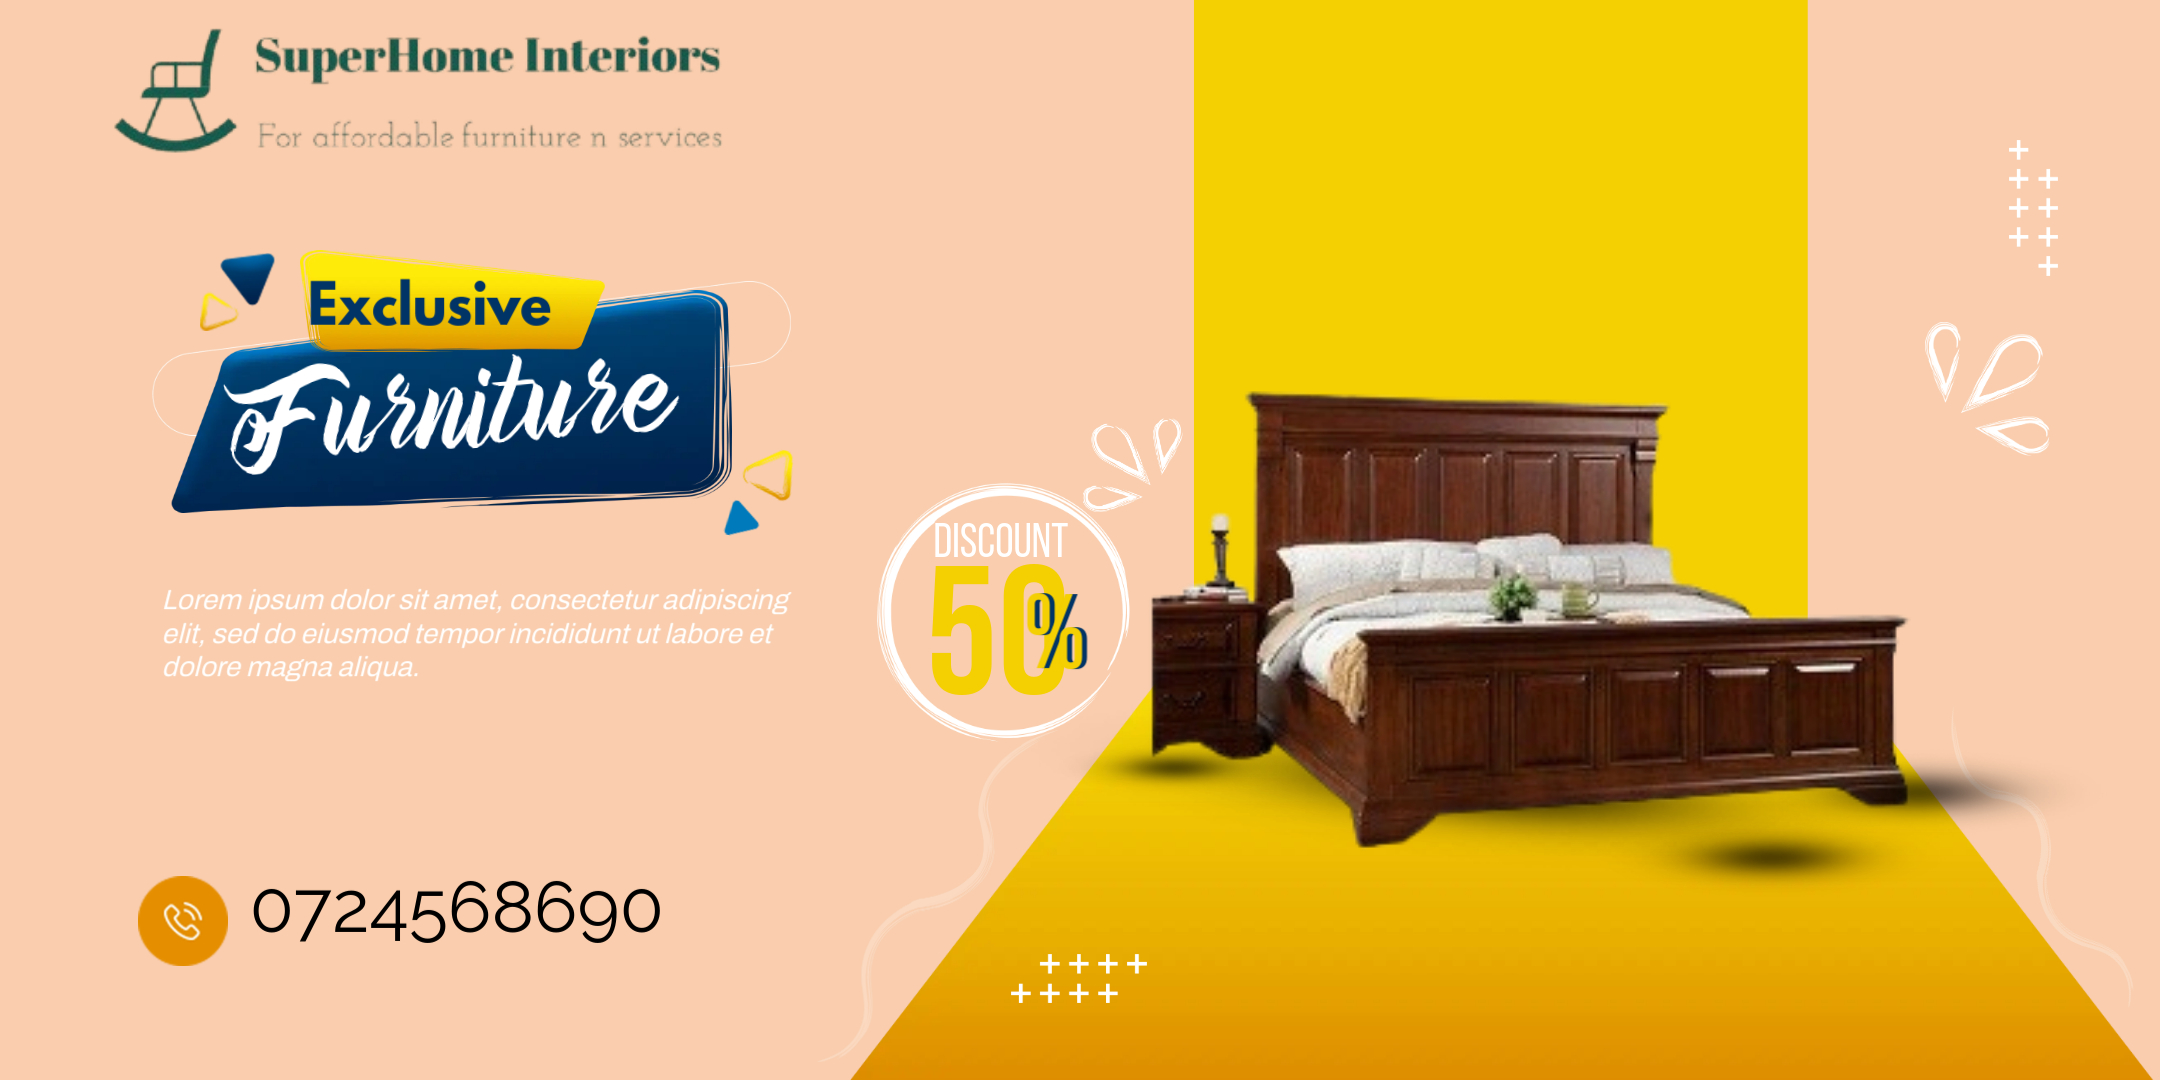 SuperHome Interiors
For affordable furniture n services
Exclusive
Furniture
DISCOUNT
50%
Lorem ipsum dolor sit amet, consectetur adipiscing
elit, sed do eiusmod tempor incididunt ut labore et
dolore magna aliqua.
0724568690